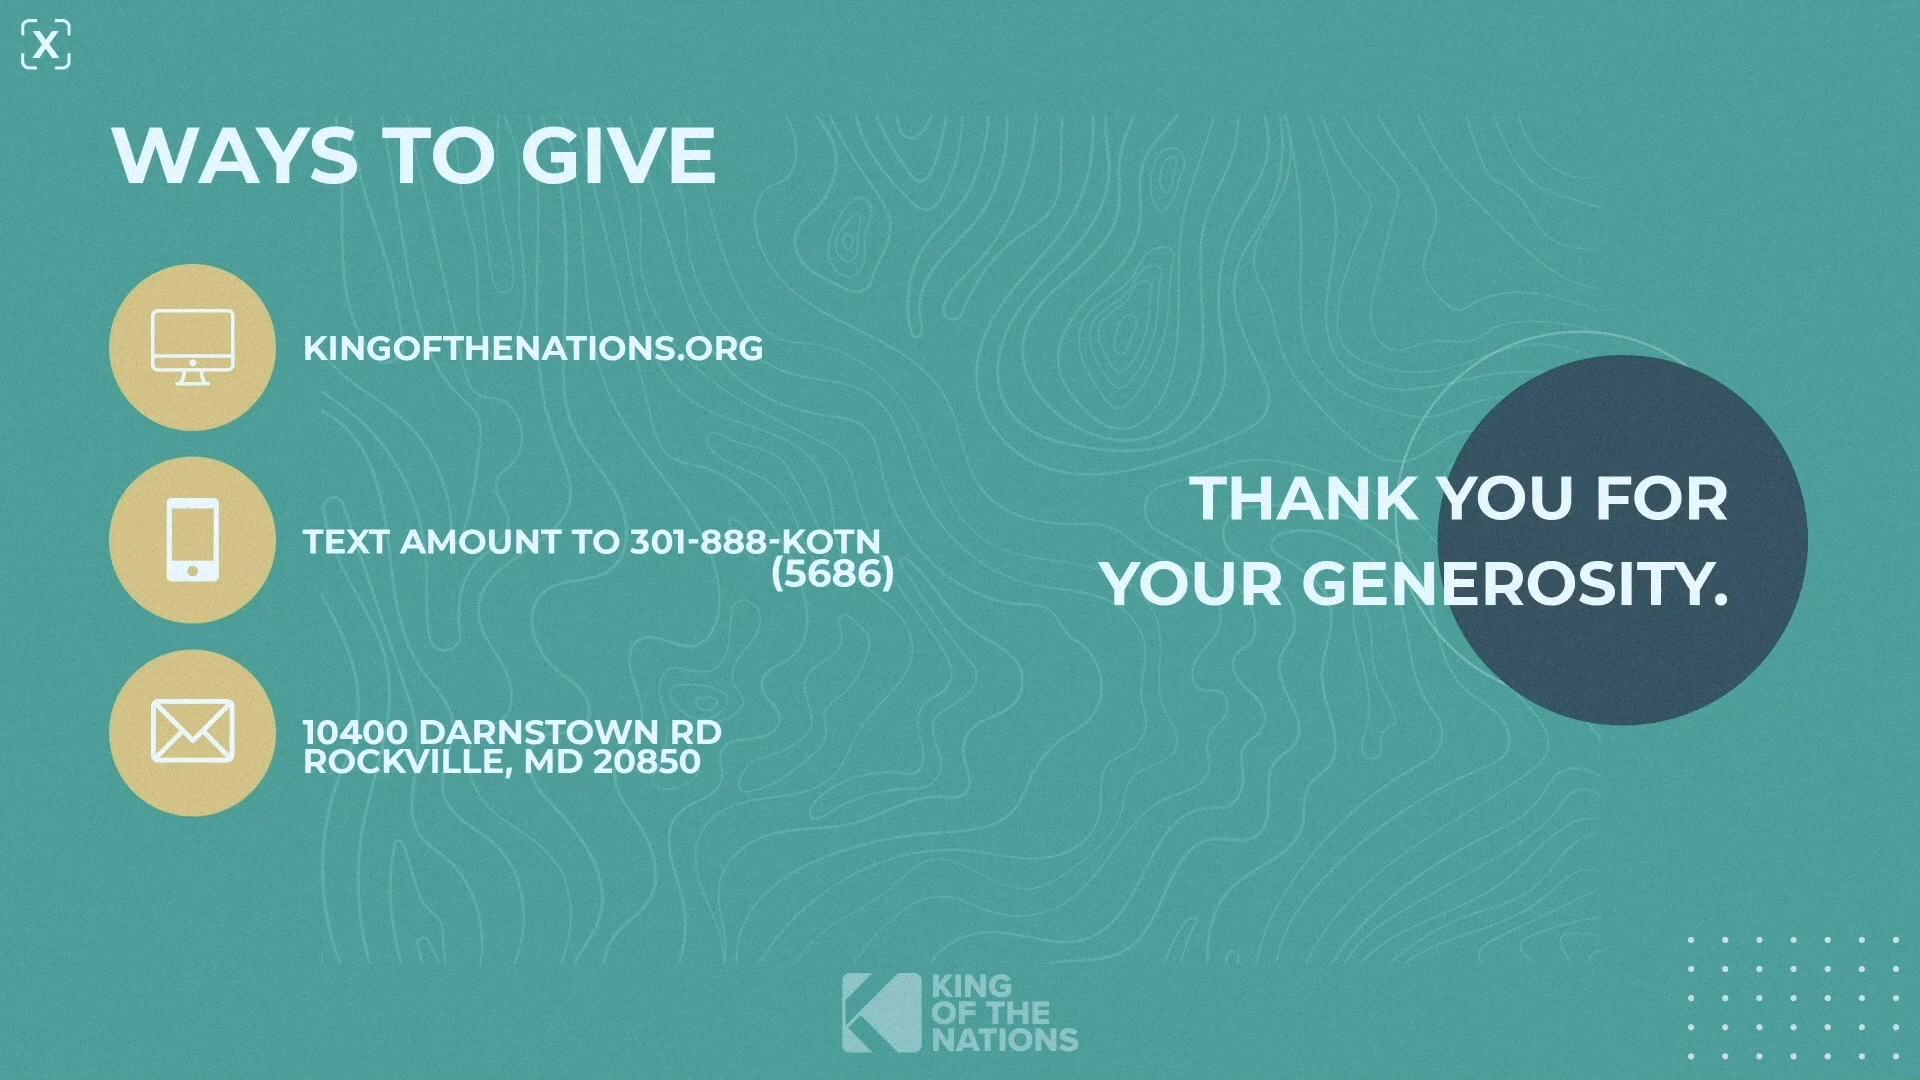 X
WAYS TO GIVE
KINGOFTHENATIONS.ORG
TEXT AMOUNT TO 301-888-KOTN
(5686)
10400 DARNSTOWN RD
ROCKVILLE, MD 20850
THANK YOU FOR
YOUR GENEROSITY.
KING
OF THE
NATIONS